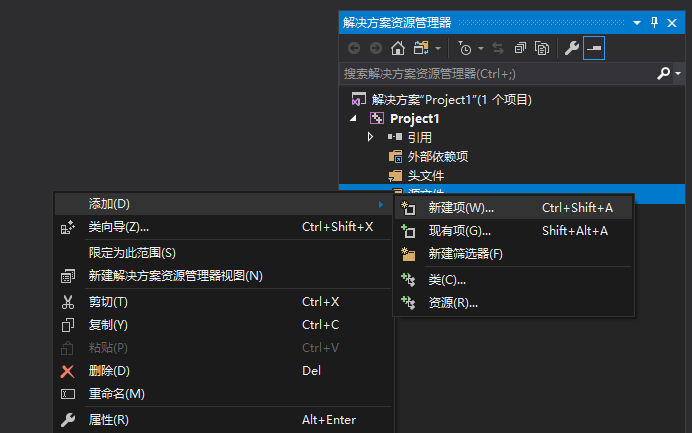 解决方案资源管理器
搜索解决方案资源管理器(Ctrl+;)
解决方案"Project1"(1 个项目)
Project1
引用
外部依赖项
头文件
源文件
添加(D)
类向导(Z)... Ctrl+Shift+X
限定为此范围(S)
新建解决方案资源管理器视图(N)
剪切(T) Ctrl+X
复制(Y) Ctrl+C
粘贴(P) Ctrl+V
删除(D) Del
重命名(M)
属性(R) Alt+Enter
新建项(W)... Ctrl+Shift+A
现有项(G)... Shift+Alt+A
新建筛选器(F)
类(C)...
资源(R)...